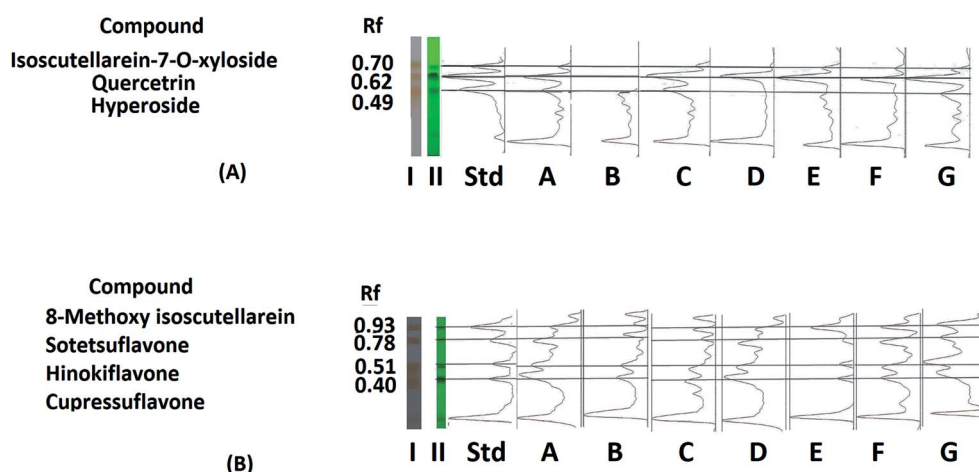 Compound Rf
Isoscutellarein-7-O-xyloside 0.70
Quercetrin 0.62
Hyperoside 0.49
(A) I II Std A B C D E F G
Compound Rf
8-Methoxy isoscutellarein 0.93
Sotetsuflavone 0.78
Hinokiflavone 0.51
Cupressuflavone 0.40
(B) I II Std A B C D E F G